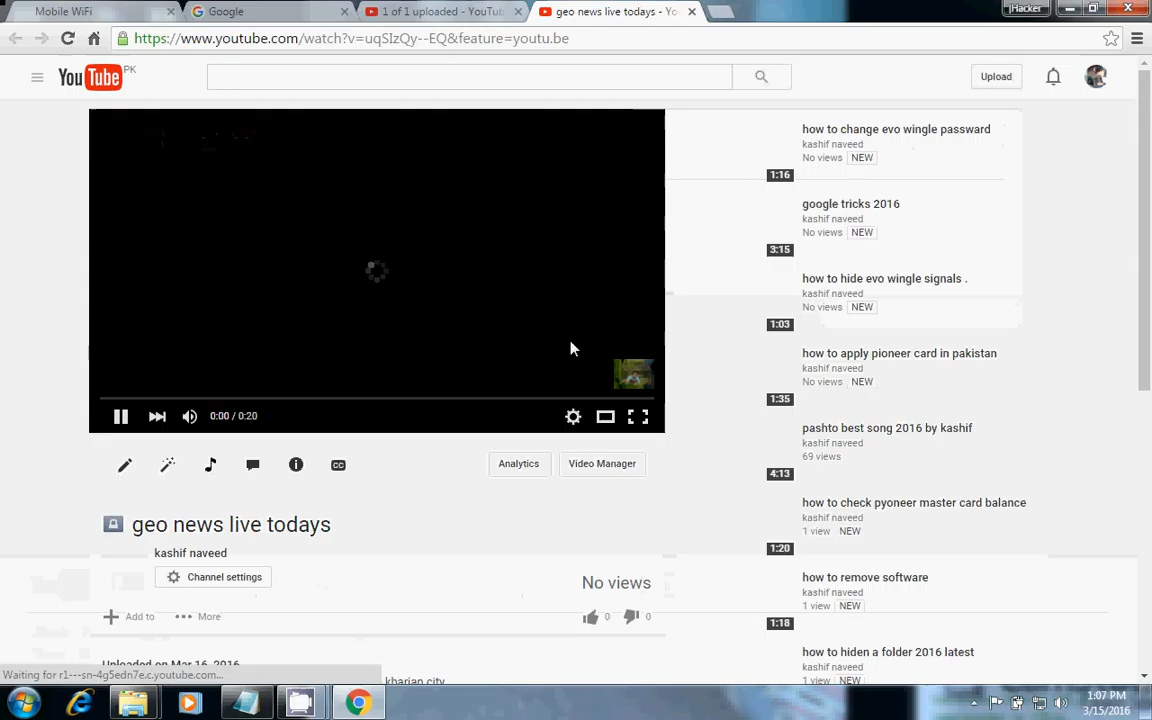 Mobile WiFi
Google
1 of 1 uploaded - YouTu
geo news live todays - Yo
jHacker
https://www.youtube.com/watch?v=uqSIzQy--EQ&feature=youtu.be
YouTube PK
Upload
how to change evo wingle passward
kashif naveed
No views NEW
1:16
google tricks 2016
kashif naveed
No views NEW
3:15
how to hide evo wingle signals .
kashif naveed
No views NEW
1:03
how to apply pioneer card in pakistan
kashif naveed
No views NEW
1:35
pashto best song 2016 by kashif
kashif naveed
69 views
4:13
how to check pyoneer master card balance
kashif naveed
1 view NEW
1:20
how to remove software
kashif naveed
1 view NEW
1:18
how to hiden a folder 2016 latest
kashif naveed
1 view NEW
0:00 / 0:20
CC
Analytics
Video Manager
geo news live todays
kashif naveed
Channel settings
No views
Add to
More
0
0
Uploaded on Mar 16, 2016
kharian city
Waiting for r1---sn-4g5edn7e.c.youtube.com...
1:07 PM
3/15/2016